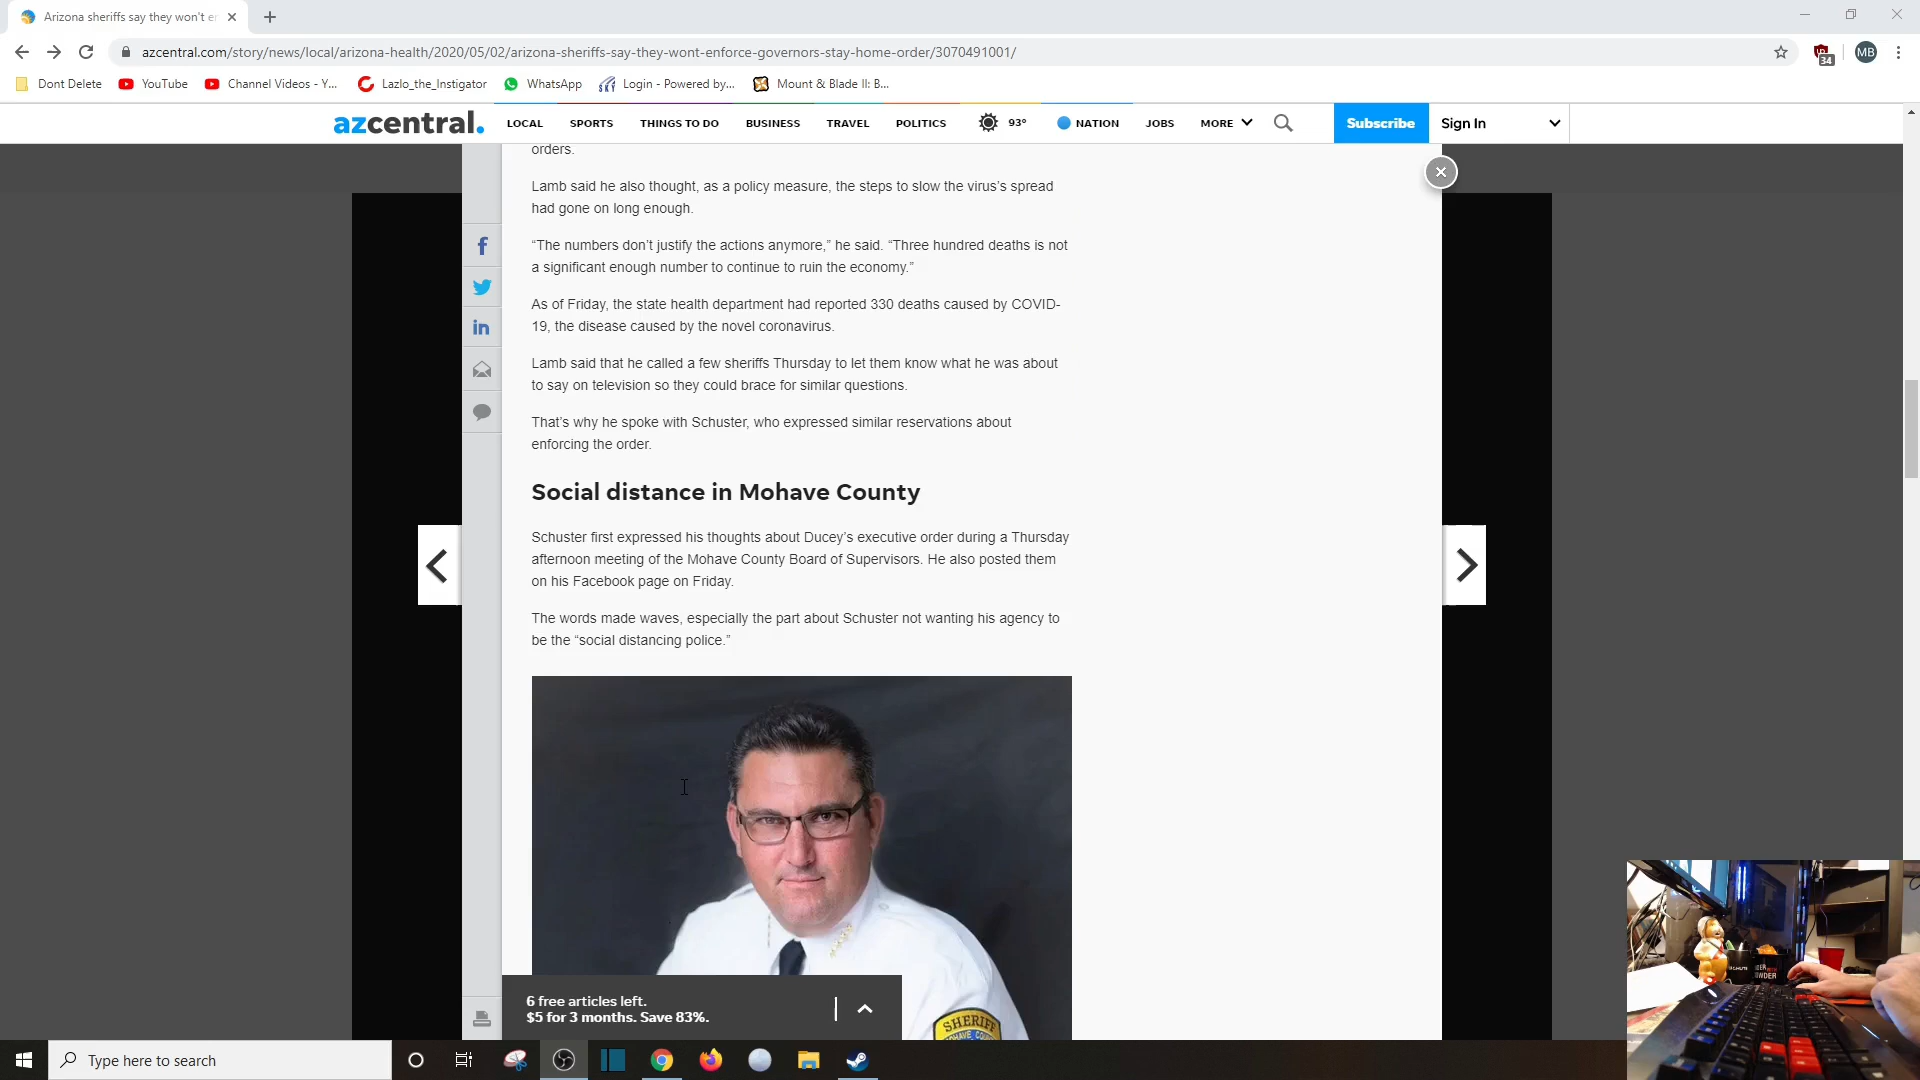 Arizona sheriffs say they won't er
azcentral.com/story/news/local/arizona-health/2020/05/02/arizona-sheriffs-say-they-wont-enforce-governors-stay-home-order/3070491001/
34
MB
Dont Delete
YouTube
Channel Videos - Y...
Lazlo_the_Instigator
WhatsApp
Login - Powered by...
Mount & Blade II: B...
azcentral.
LOCAL
SPORTS
THINGS TO DO
BUSINESS
TRAVEL
POLITICS
93°
NATION
JOBS
MORE
Subscribe
Sign In
orders.
Lamb said he also thought, as a policy measure, the steps to slow the virus's spread
had gone on long enough.
“The numbers don’t justify the actions anymore,” he said. “Three hundred deaths is not
a significant enough number to continue to ruin the economy.”
As of Friday, the state health department had reported 330 deaths caused by COVID-
19, the disease caused by the novel coronavirus.
Lamb said that he called a few sheriffs Thursday to let them know what he was about
to say on television so they could brace for similar questions.
That’s why he spoke with Schuster, who expressed similar reservations about
enforcing the order.
Social distance in Mohave County
Schuster first expressed his thoughts about Ducey’s executive order during a Thursday
afternoon meeting of the Mohave County Board of Supervisors. He also posted them
on his Facebook page on Friday.
The words made waves, especially the part about Schuster not wanting his agency to
be the “social distancing police.”
SHERIFF
6 free articles left.
$5 for 3 months. Save 83%.
Type here to search